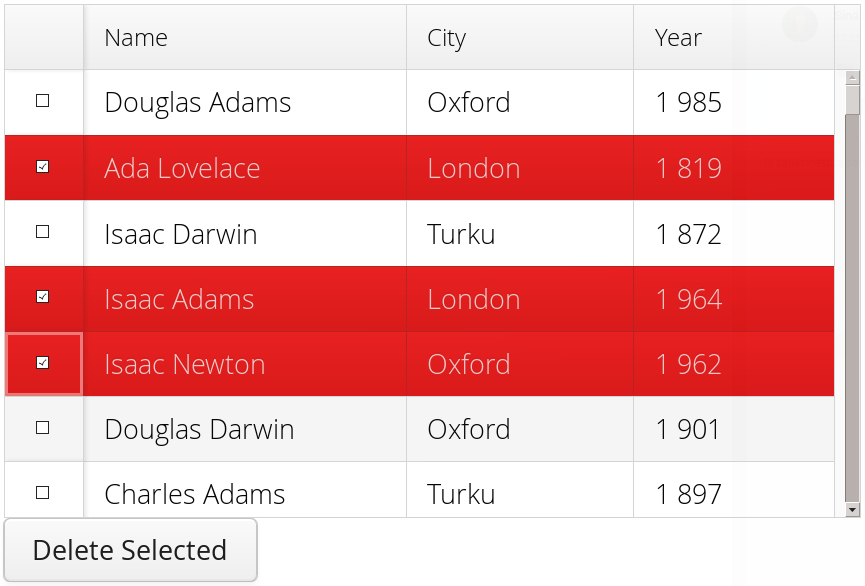 Name City Year
Douglas Adams Oxford 1 985
Ada Lovelace London 1 819
Isaac Darwin Turku 1 872
Isaac Adams London 1 964
Isaac Newton Oxford 1 962
Douglas Darwin Oxford 1 901
Charles Adams Turku 1 897
Delete Selected